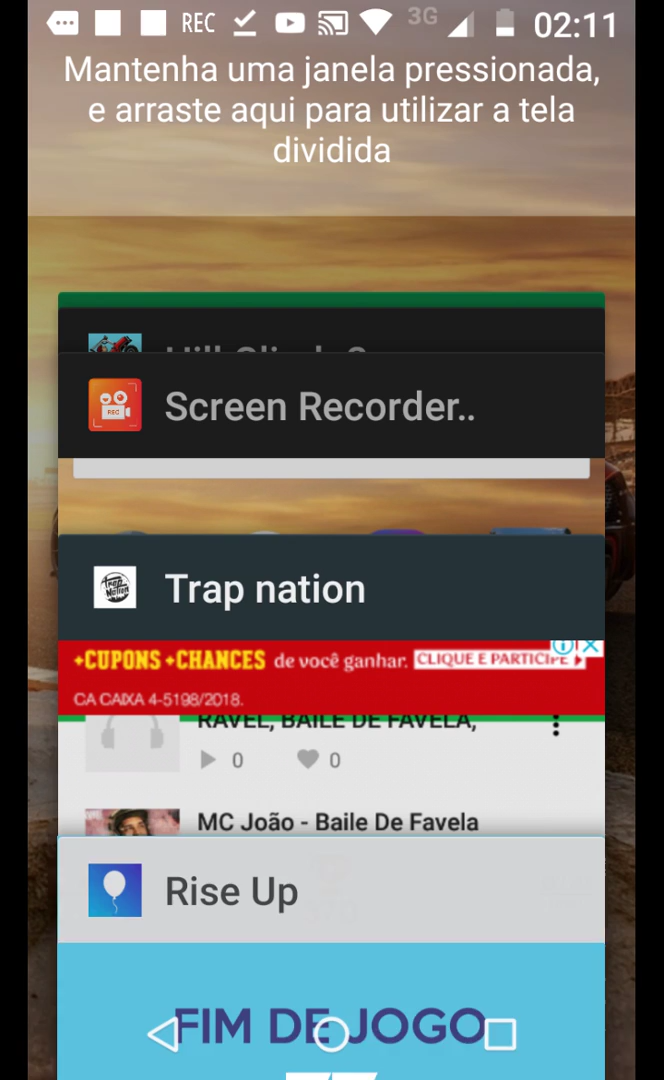 REC 3G 02:11
Mantenha uma janela pressionada,
e arraste aqui para utilizar a tela
dividida
Screen Recorder..
REC
Trap nation
Trap
Nation
+CUPONS +CHANCES de você ganhar. CLIQUE E PARTICIPE
CA CAIXA 4-5198/2018.
RAVEL, BAILE DE FAVELA,
0 0
MC João - Baile De Favela
Rise Up
FIM DE JOGO